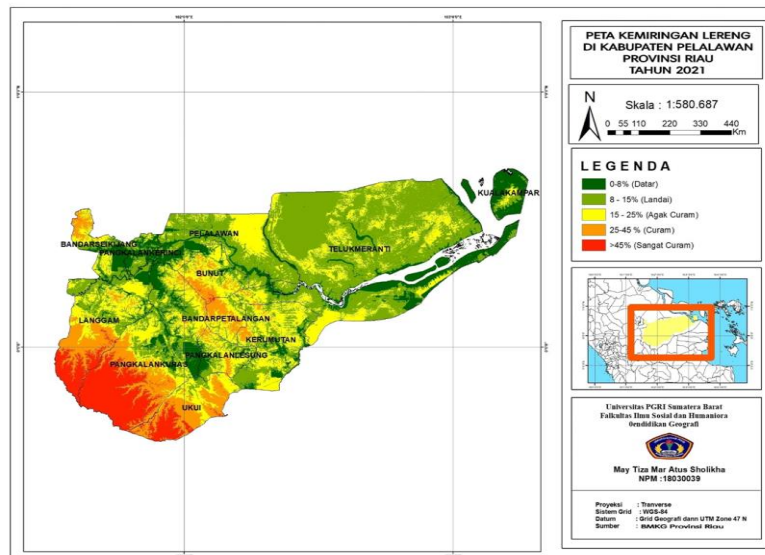 PETA KEMIRINGAN LERENG
DI KABUPATEN PELALAWAN
PROVINSI RIAU
TAHUN 2021
N
Skala : 1:580.687
0 55 110 220 330 440
Km
LEGENDA
0-8% (Datar)
8 - 15% (Landai)
15 - 25% (Agak Curam)
25-45 % (Curam)
>45% (Sangat Curam)
KUALAKAMPAR
PELALAWAN
TELUKMERANTI
BANDARSEIKIJANG
PANGKALANKERINCI
BUNUT
LANGGAM
BANDARPETALANGAN
KERUMUTAN
PANGKALANLESUNG
PANGKALANKURAS
UKUI
Universitas PGRI Sumatera Barat
Falkultas Ilmu Sosial dan Humaniora
0endidikan Geografi
May Tiza Mar Atus Sholikha
NPM :18030039
Proyeksi : Tranverse
Sistem Grid : WGS-84
Datum : Grid Geografi dann UTM Zone 47 N
Sumber : BMKG Provinsi Riau